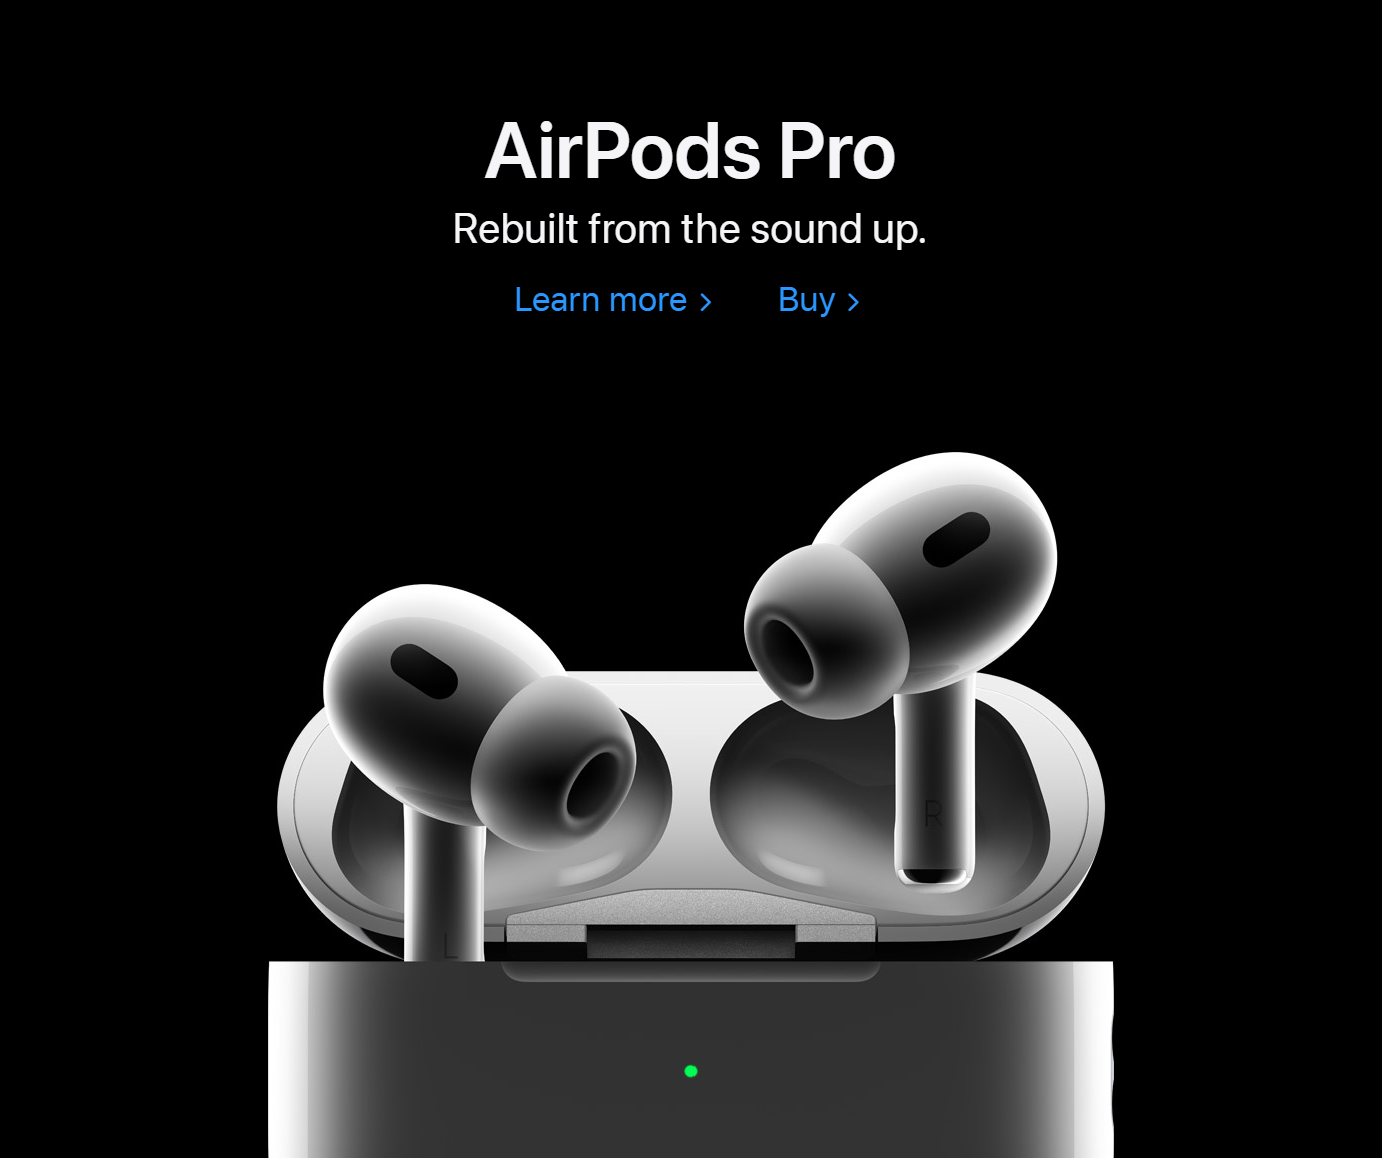 AirPods Pro
Rebuilt from the sound up.
Learn more >
Buy >
R
L